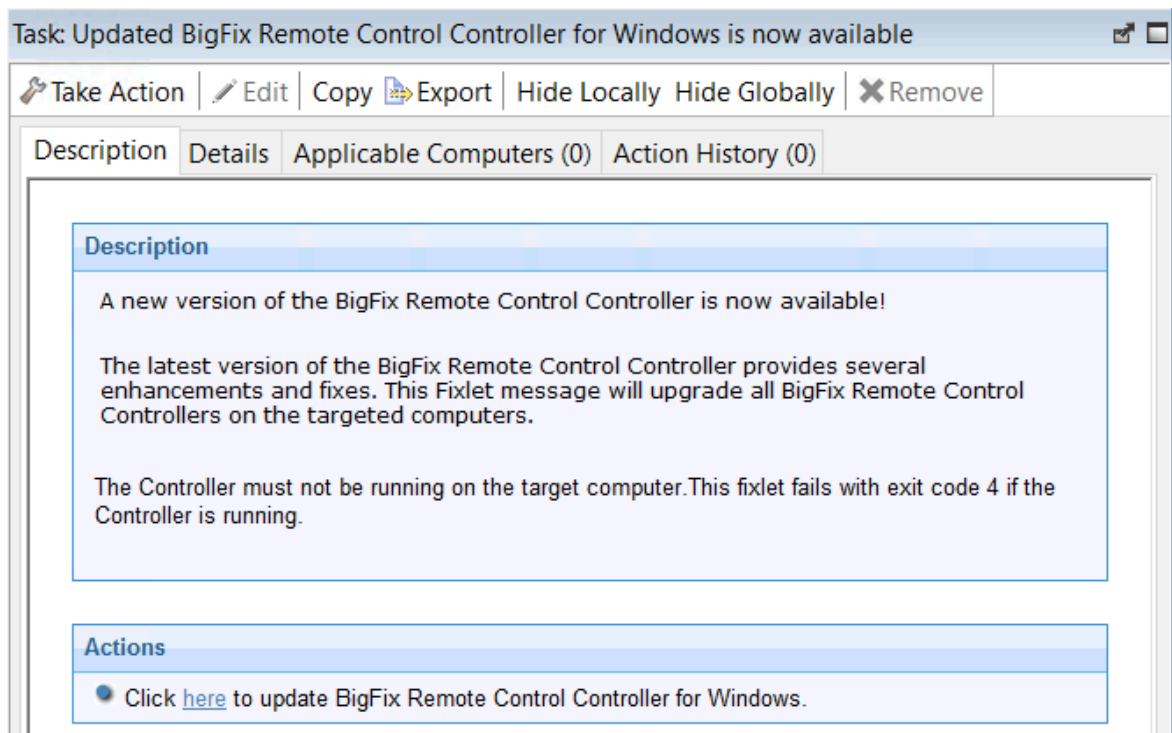 Task: Updated BigFix Remote Control Controller for Windows is now available
Take Action Edit Copy Export Hide Locally Hide Globally Remove
Description Details Applicable Computers (0) Action History (0)
Description
A new version of the BigFix Remote Control Controller is now available!
The latest version of the BigFix Remote Control Controller provides several
enhancements and fixes. This Fixlet message will upgrade all BigFix Remote Control
Controllers on the targeted computers.
The Controller must not be running on the target computer.This fixlet fails with exit code 4 if the
Controller is running.
Actions
Click here to update BigFix Remote Control Controller for Windows.